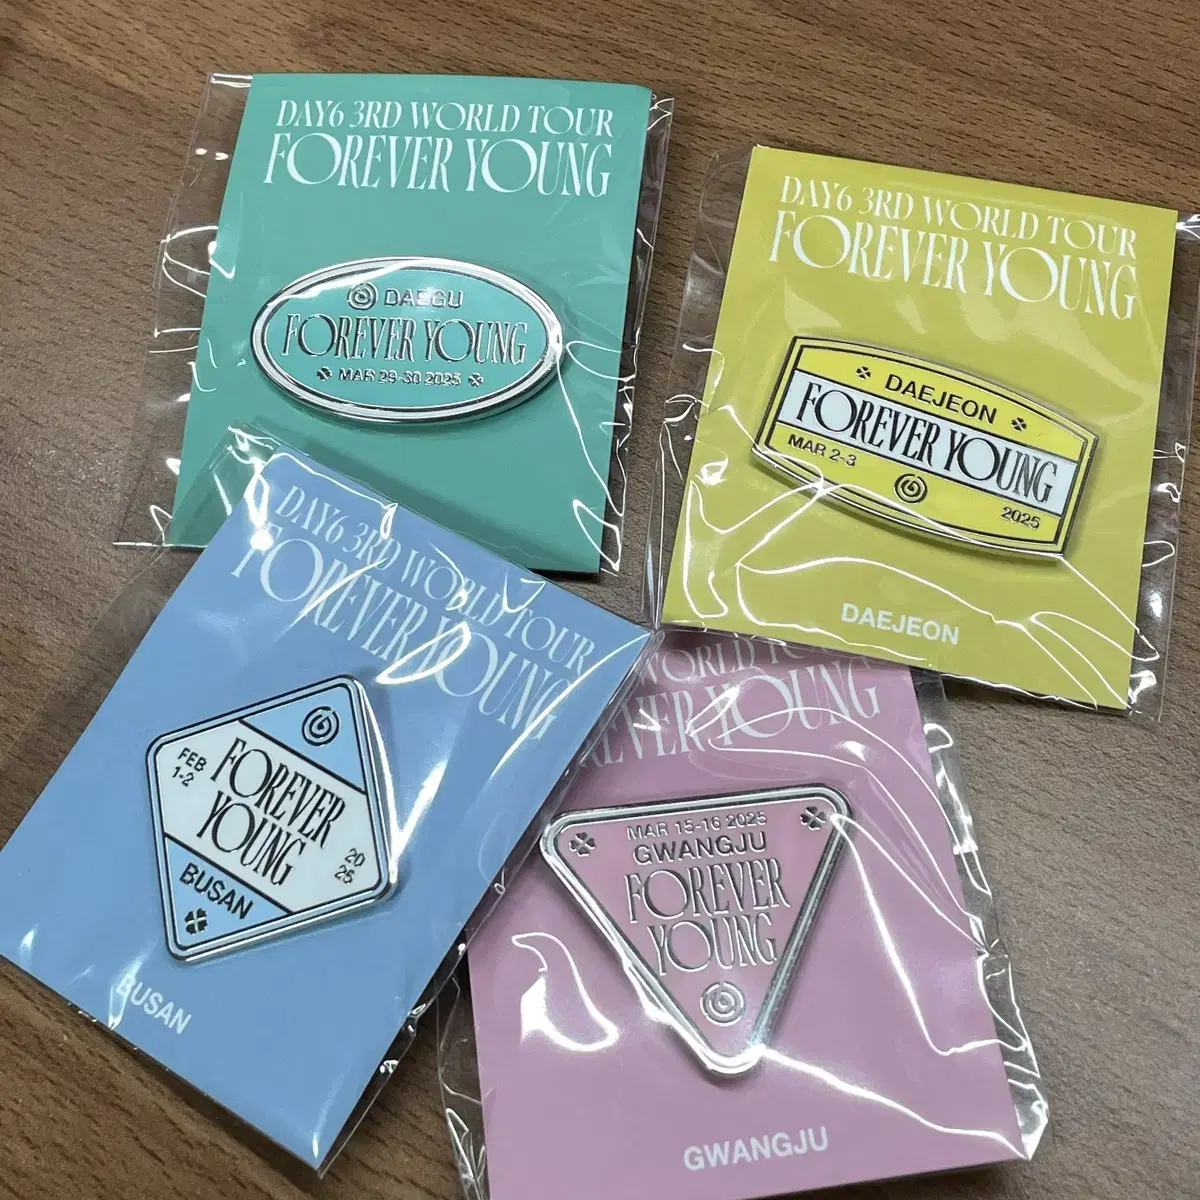 DAY6 3RD WORLD TOUR
FOREVER YOUNG
DAEGU
FOREVER YOUNG
MAR 29-30 2025
DAY6 3RD WORLD TOUR
FOREVER YOUNG
DAEJEON
FOREVER YOUNG
MAR 2-3
2025
DAEJEON
DAY6 3RD WORLD TOUR
FOREVER YOUNG
FEB
1-2
FOREVER
YOUNG
20
25
BUSAN
BUSAN
WORLD TOUR
FOREVER YOUNG
MAR 15-16 2025
GWANGJU
FOREVER
YOUNG
GWANGJU